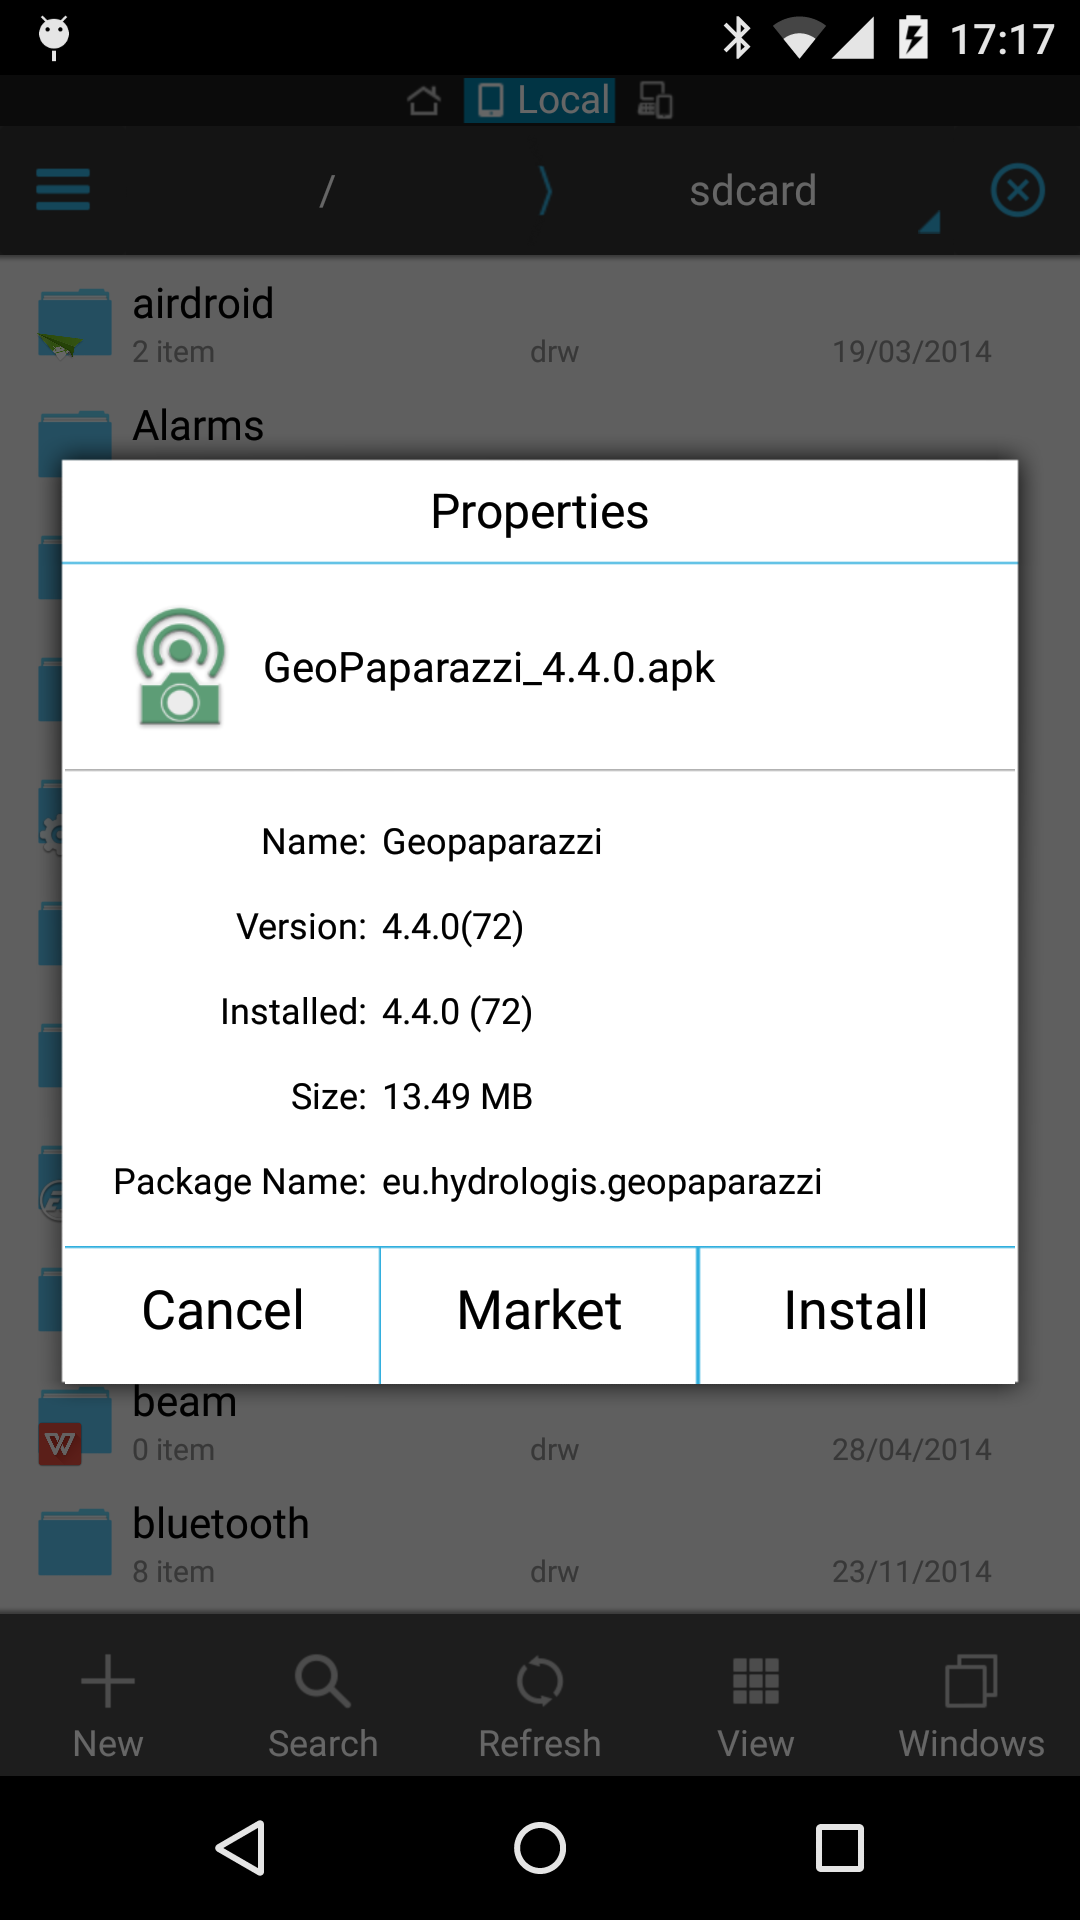 17:17
Local
/ sdcard
airdroid
2 item drw 19/03/2014
Alarms
Properties
GeoPaparazzi_4.4.0.apk
Name: Geopaparazzi
Version: 4.4.0(72)
Installed: 4.4.0 (72)
Size: 13.49 MB
Package Name: eu.hydrologis.geopaparazzi
Cancel Market Install
beam
0 item drw 28/04/2014
bluetooth
8 item drw 23/11/2014
New Search Refresh View Windows